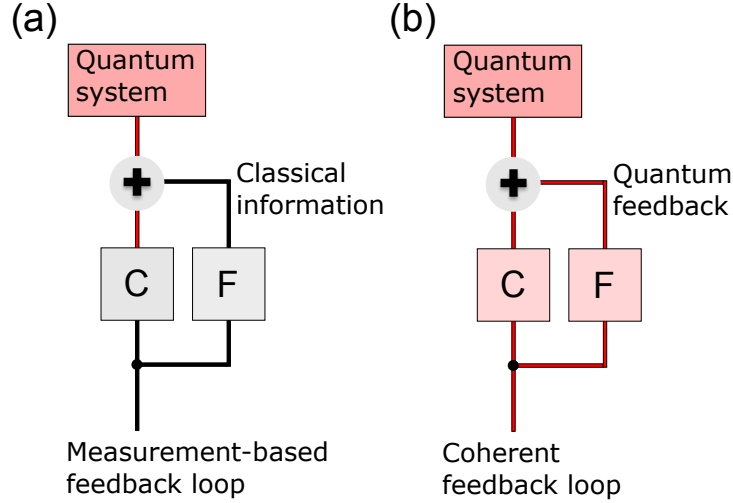 (a)
Quantum
system
Classical
information
C
F
Measurement-based
feedback loop
(b)
Quantum
system
Quantum
feedback
C
F
Coherent
feedback loop